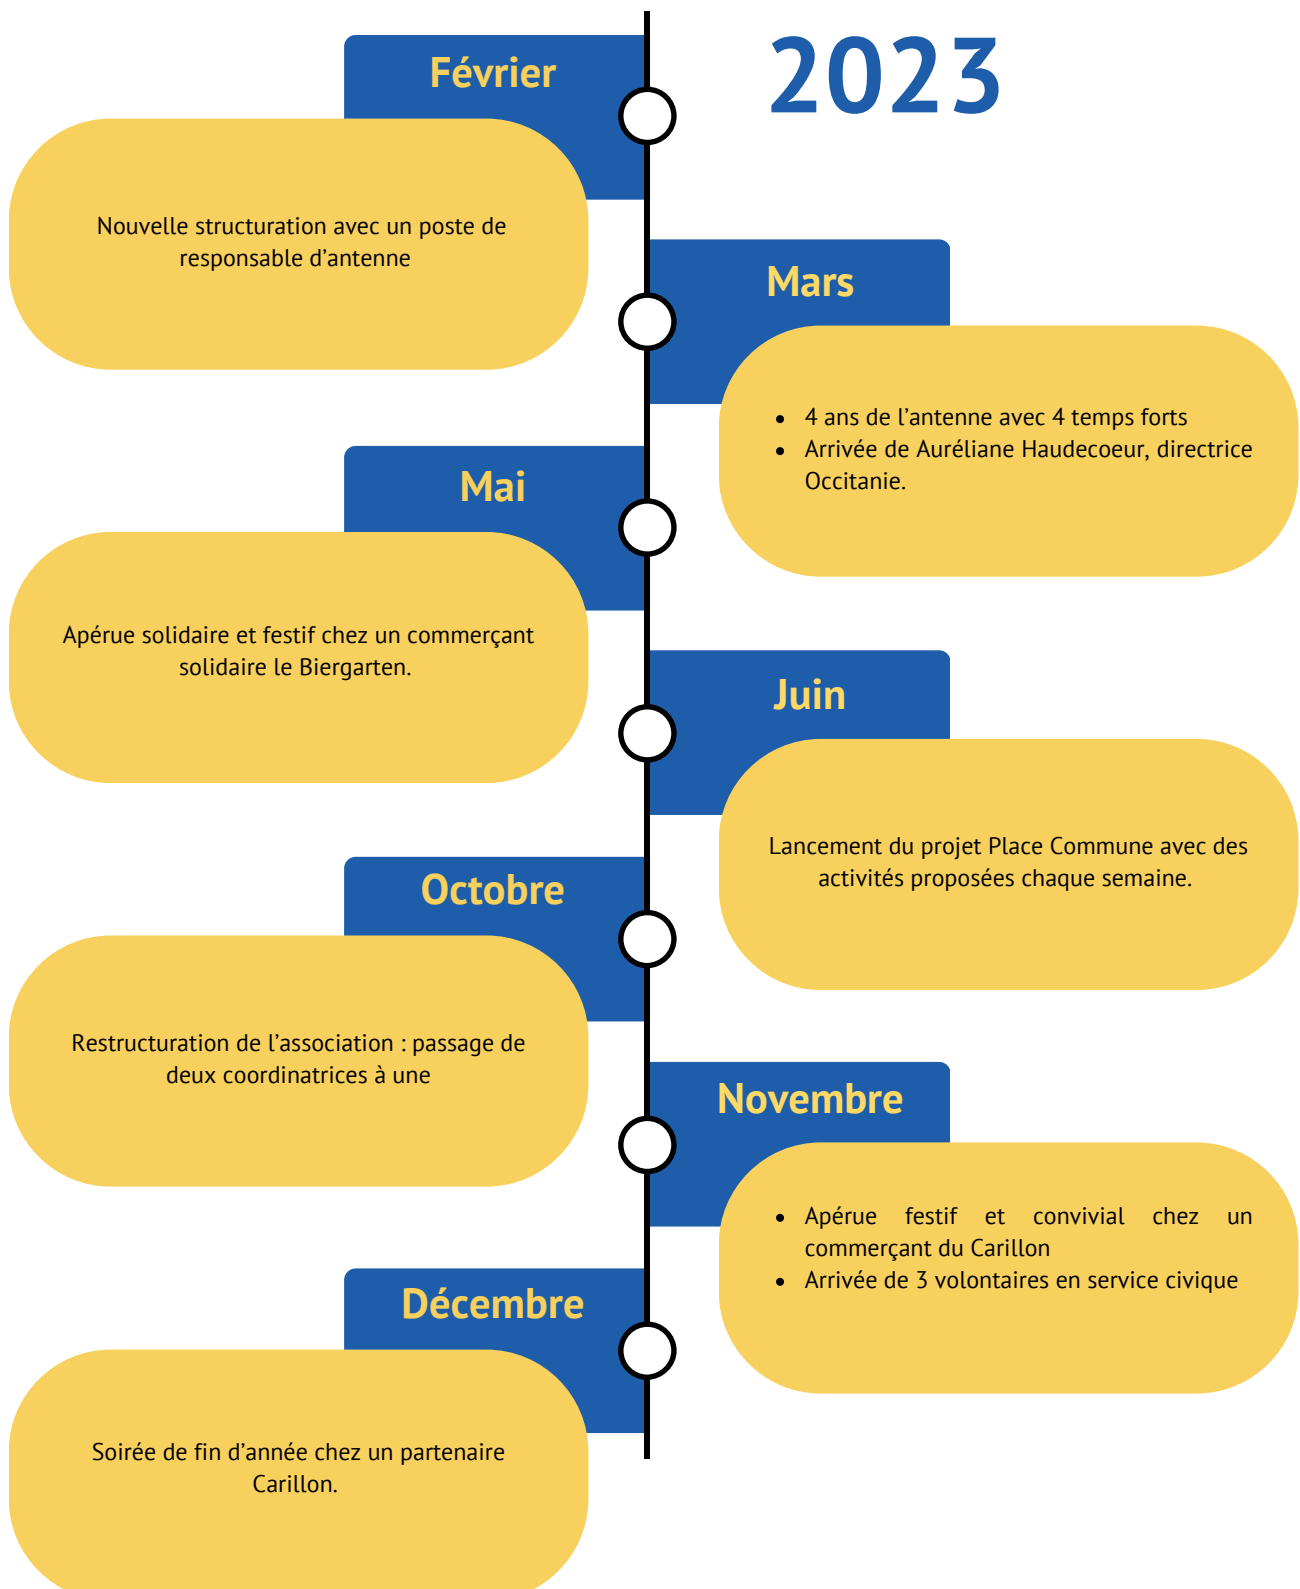 2023
Février
Nouvelle structuration avec un poste de
responsable d'antenne
Mars
• 4 ans de l'antenne avec 4 temps forts
• Arrivée de Auréliane Haudecoeur, directrice
Occitanie.
Mai
Apérue solidaire et festif chez un commerçant
solidaire le Biergarten.
Juin
Lancement du projet Place Commune avec des
activités proposées chaque semaine.
Octobre
Restructuration de l'association : passage de
deux coordinatrices à une
Novembre
• Apérue festif et convivial chez un
commerçant du Carillon
• Arrivée de 3 volontaires en service civique
Décembre
Soirée de fin d'année chez un partenaire
Carillon.